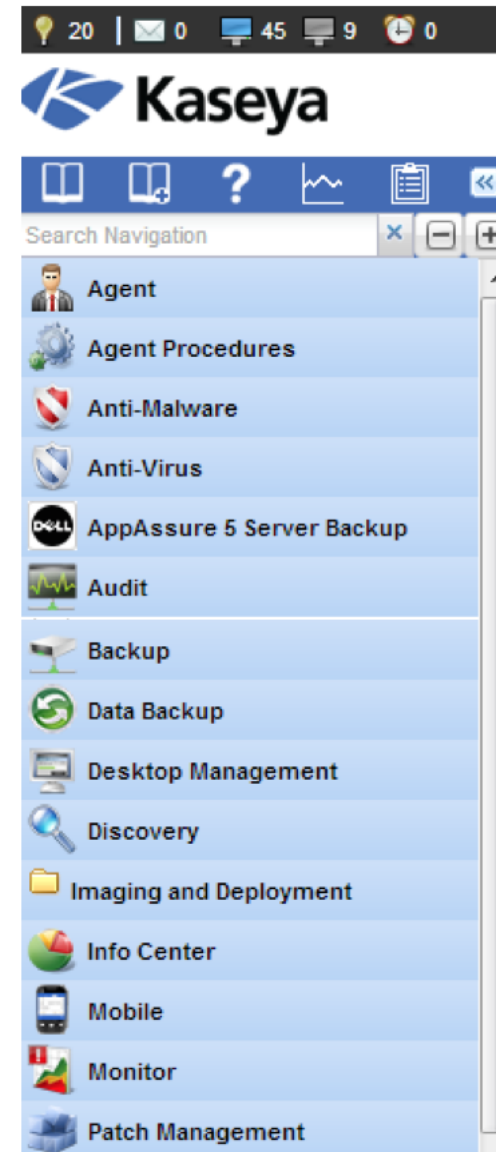 20 | 0 45 9 0
Kaseya
?
Search Navigation
Agent
Agent Procedures
Anti-Malware
Anti-Virus
DELL AppAssure 5 Server Backup
Audit
Backup
Data Backup
Desktop Management
Discovery
Imaging and Deployment
Info Center
Mobile
Monitor
Patch Management